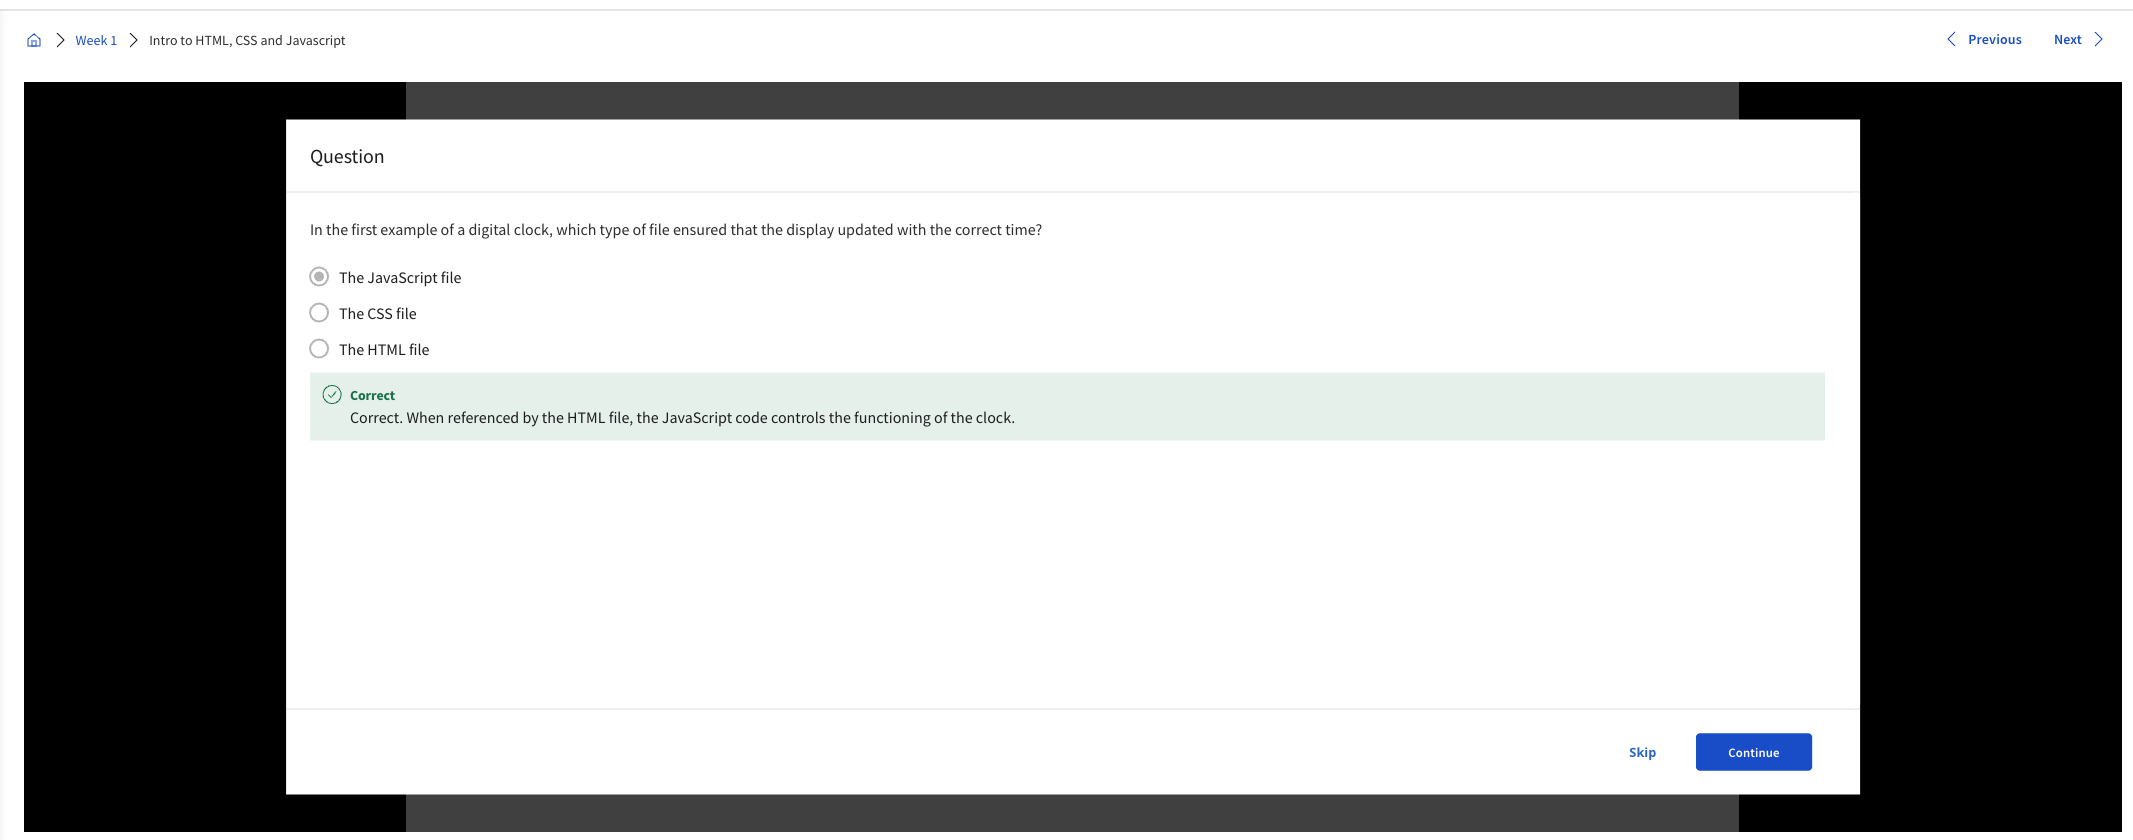 Week 1 Intro to HTML, CSS and Javascript Previous Next
Question
In the first example of a digital clock, which type of file ensured that the display updated with the correct time?
The JavaScript file
The CSS file
The HTML file
Correct
Correct. When referenced by the HTML file, the JavaScript code controls the functioning of the clock.
Skip Continue